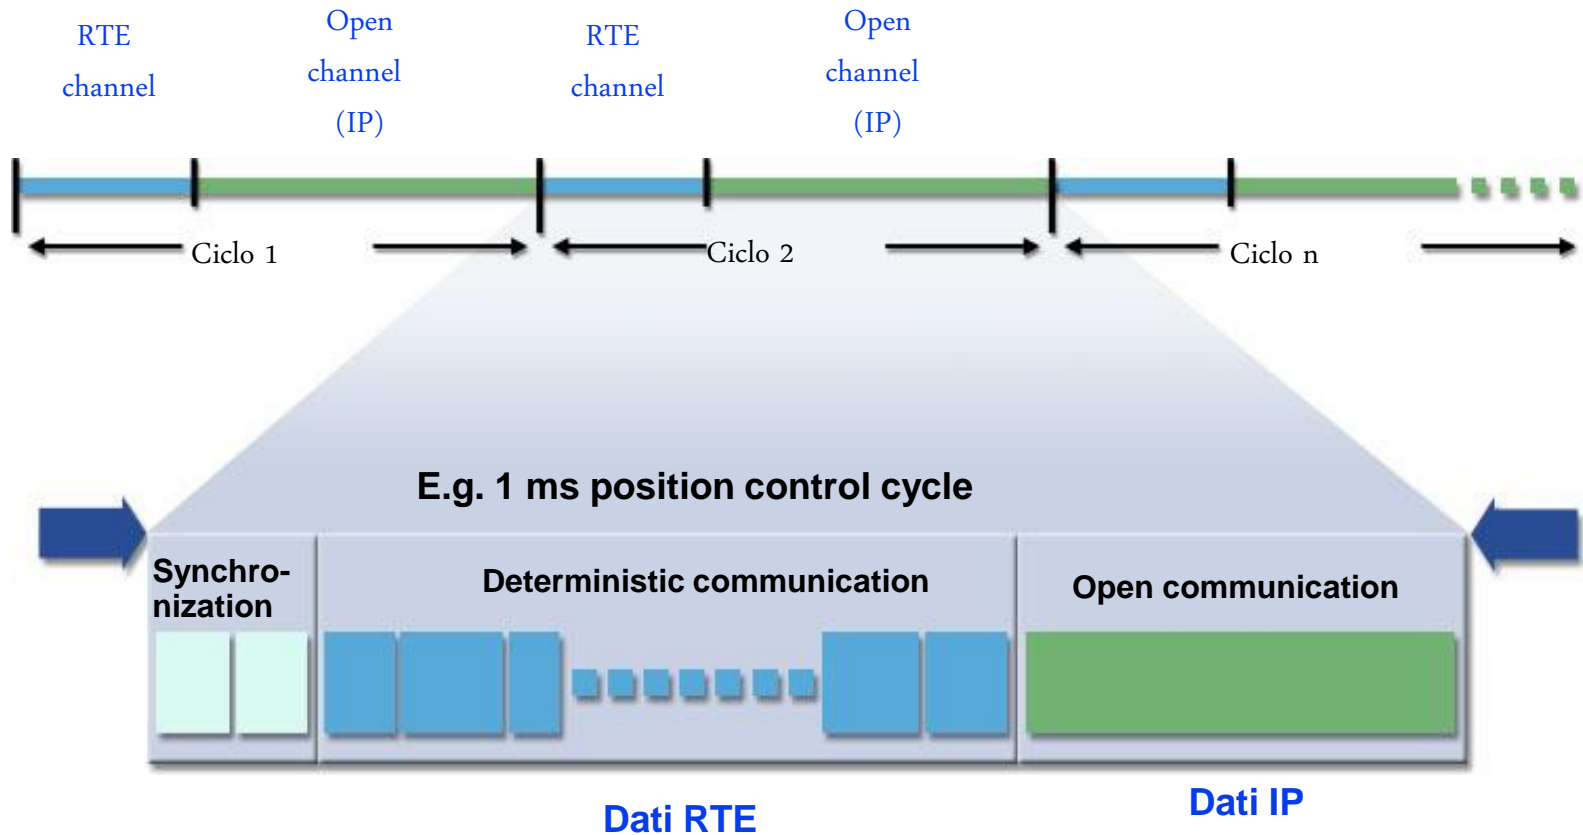 RTE
channel
Open
channel
(IP)
RTE
channel
Open
channel
(IP)
Ciclo 1
Ciclo 2
Ciclo n
E.g. 1 ms position control cycle
Synchro-
nization
Deterministic communication
Open communication
Dati RTE
Dati IP